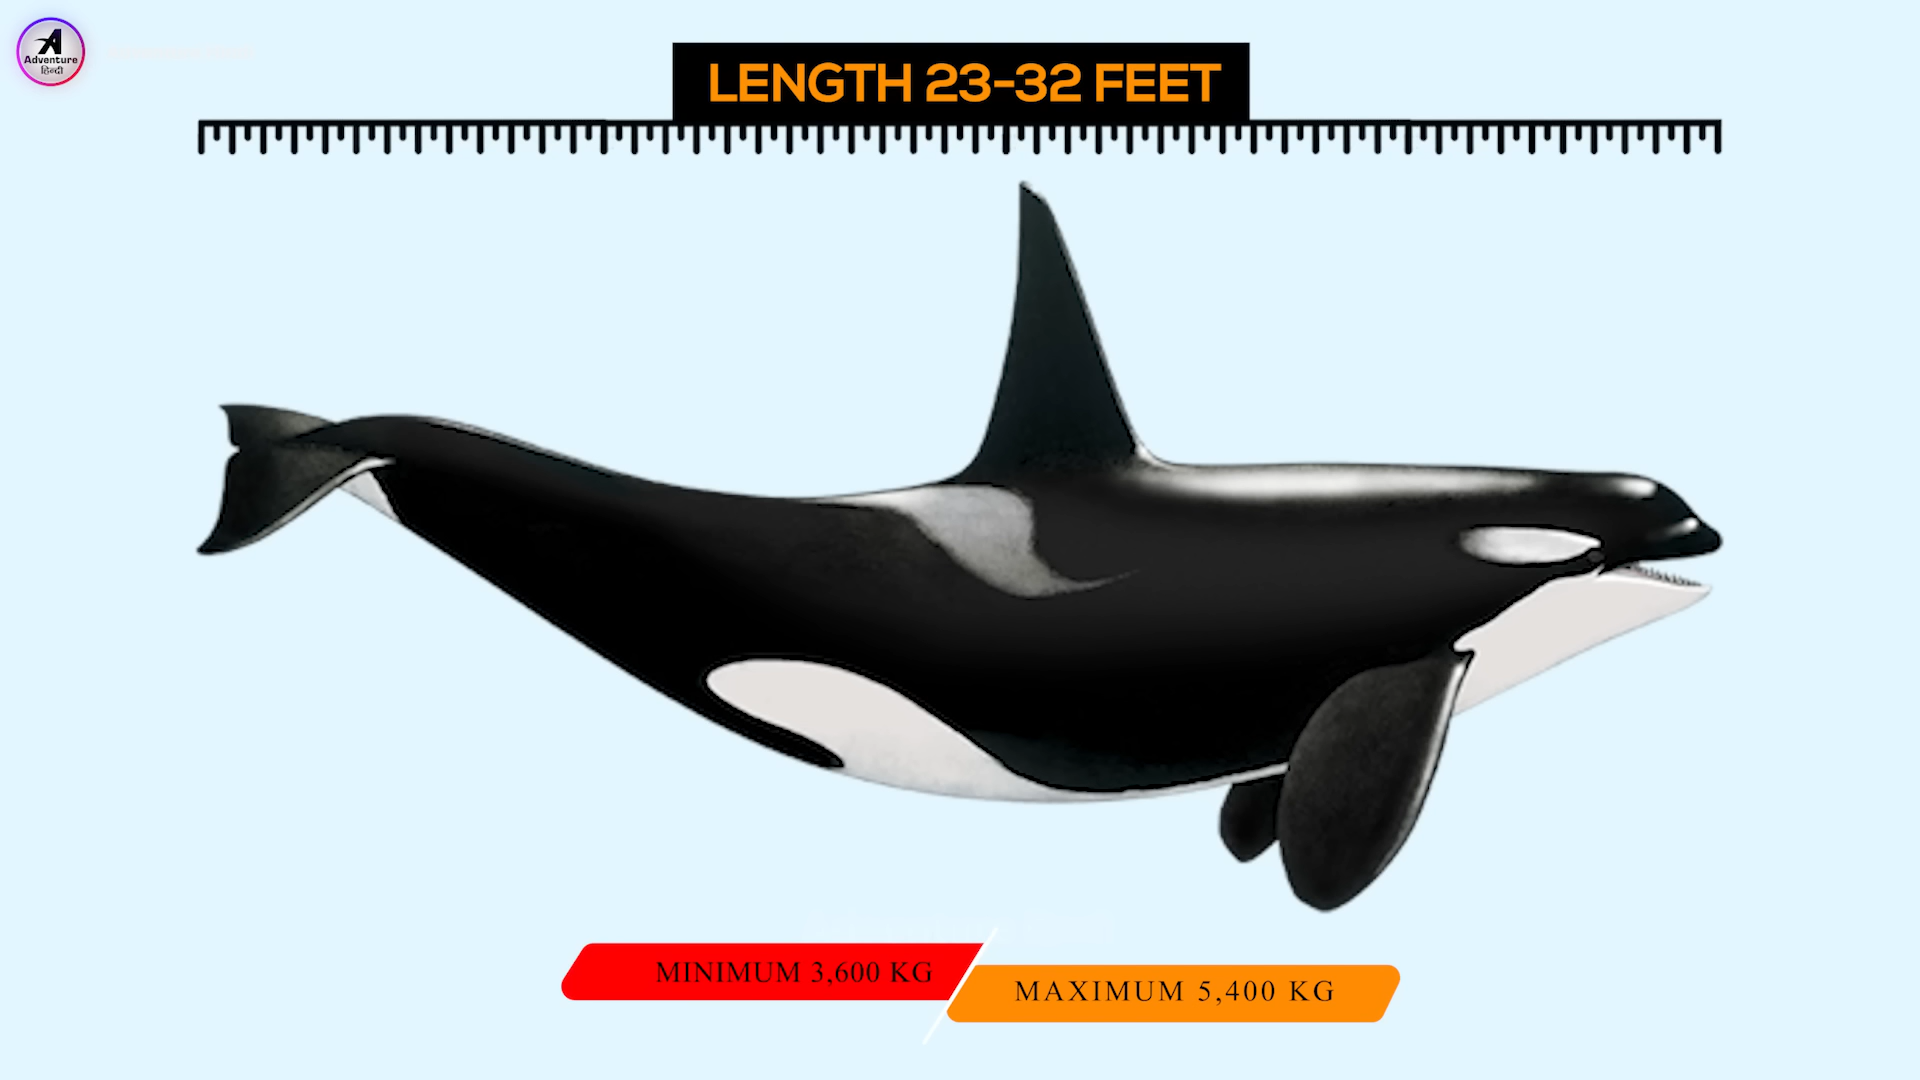 Adventure
हिन्दी
LENGTH 23-32 FEET
MINIMUM 3,600 KG
MAXIMUM 5,400 KG